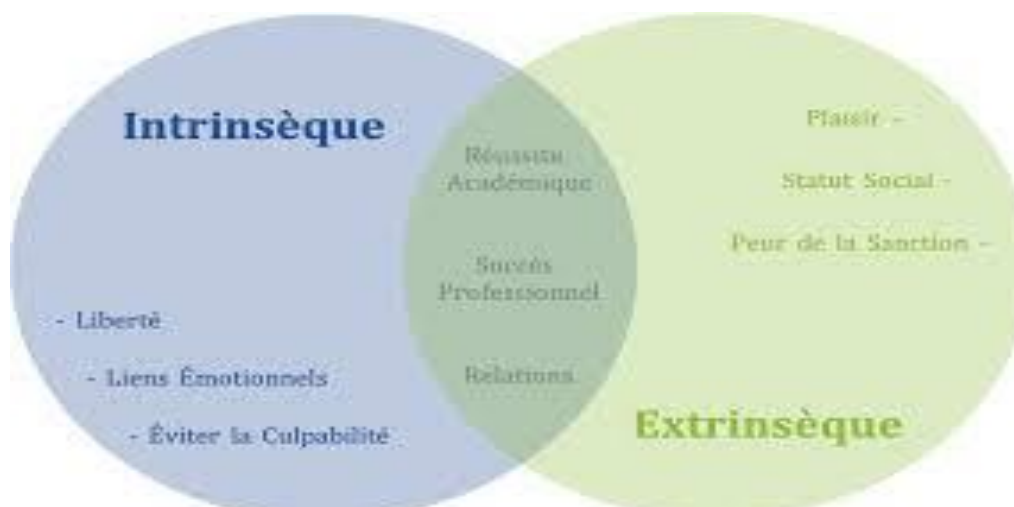 Intrinsèque
- Liberté
- Liens Émotionnels
- Éviter la Culpabilité
Réussite
Académique
Succès
Professionnel
Relations
Plaisir -
Statut Social -
Peur de la Sanction -
Extrinsèque